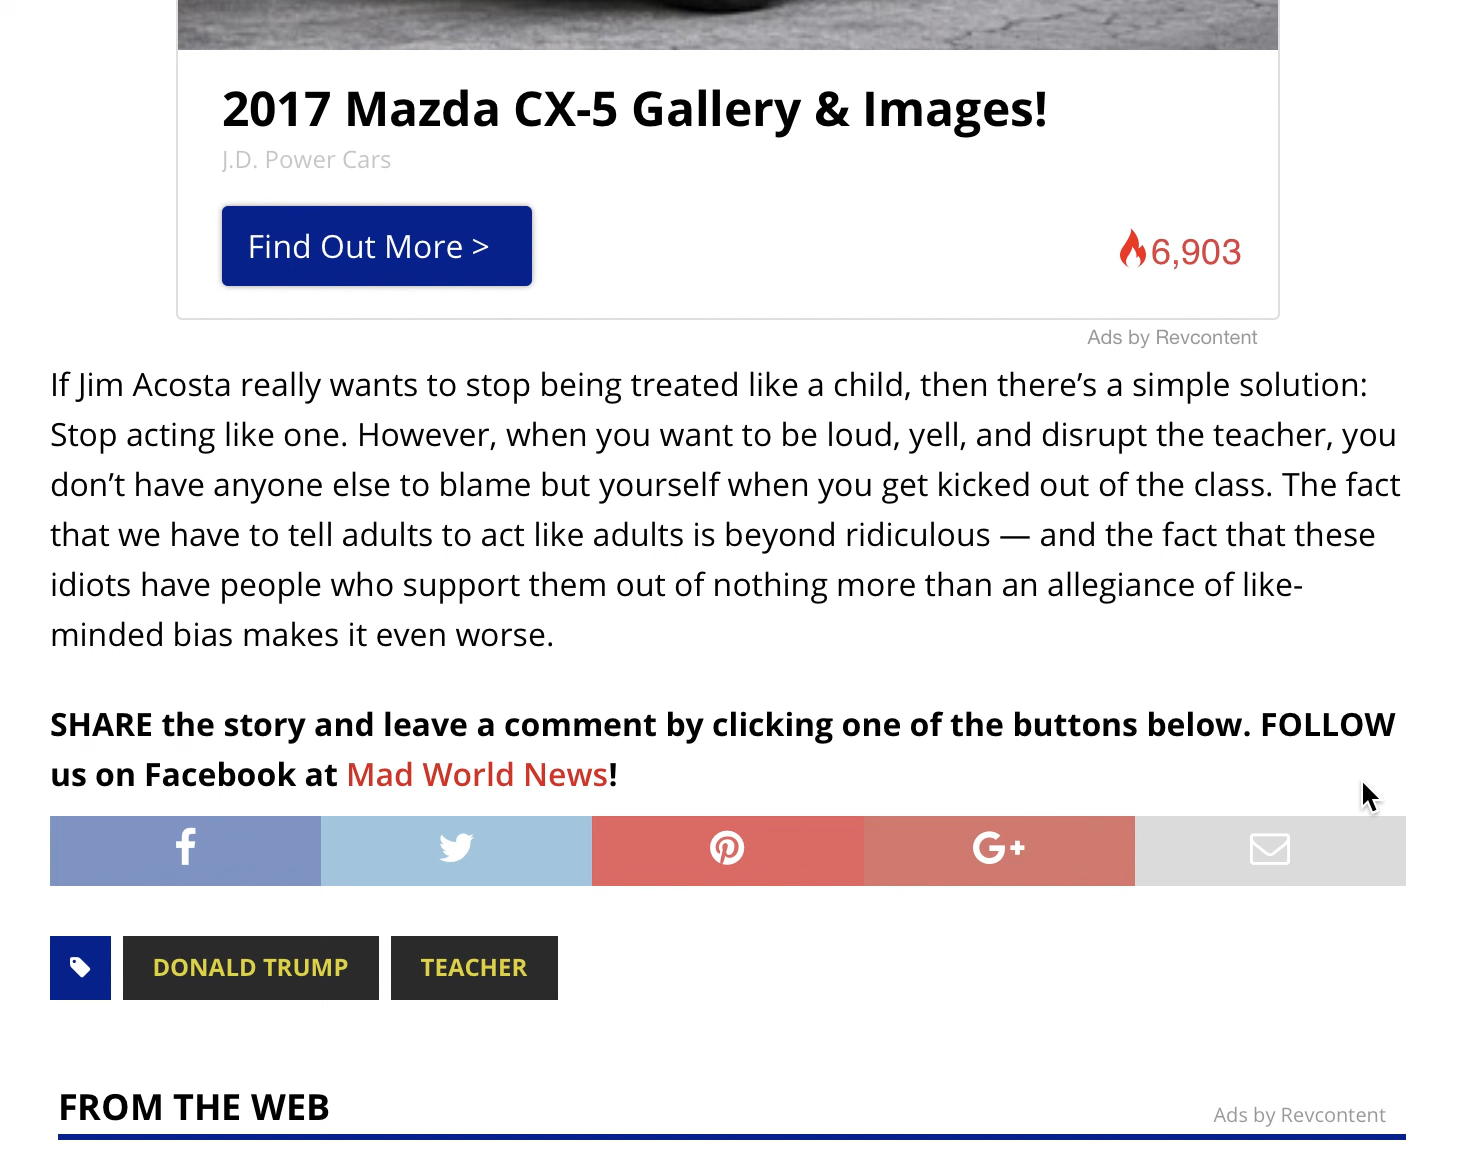 2017 Mazda CX-5 Gallery & Images!
J.D. Power Cars
Find Out More >
6,903
Ads by Revcontent
If Jim Acosta really wants to stop being treated like a child, then there’s a simple solution:
Stop acting like one. However, when you want to be loud, yell, and disrupt the teacher, you
don’t have anyone else to blame but yourself when you get kicked out of the class. The fact
that we have to tell adults to act like adults is beyond ridiculous — and the fact that these
idiots have people who support them out of nothing more than an allegiance of like-
minded bias makes it even worse.
SHARE the story and leave a comment by clicking one of the buttons below. FOLLOW
us on Facebook at Mad World News!
DONALD TRUMP TEACHER
FROM THE WEB
Ads by Revcontent